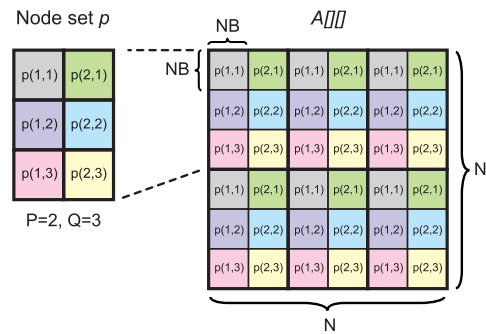 Node set p
A[][]
NB
NB
p(1,1) p(2,1)
p(1,2) p(2,2)
p(1,3) p(2,3)
P=2, Q=3
p(1,1) p(2,1) p(1,1) p(2,1) p(1,1) p(2,1)
p(1,2) p(2,2) p(1,2) p(2,2) p(1,2) p(2,2)
p(1,3) p(2,3) p(1,3) p(2,3) p(1,3) p(2,3)
p(1,1) p(2,1) p(1,1) p(2,1) p(1,1) p(2,1)
p(1,2) p(2,2) p(1,2) p(2,2) p(1,2) p(2,2)
p(1,3) p(2,3) p(1,3) p(2,3) p(1,3) p(2,3)
N
N